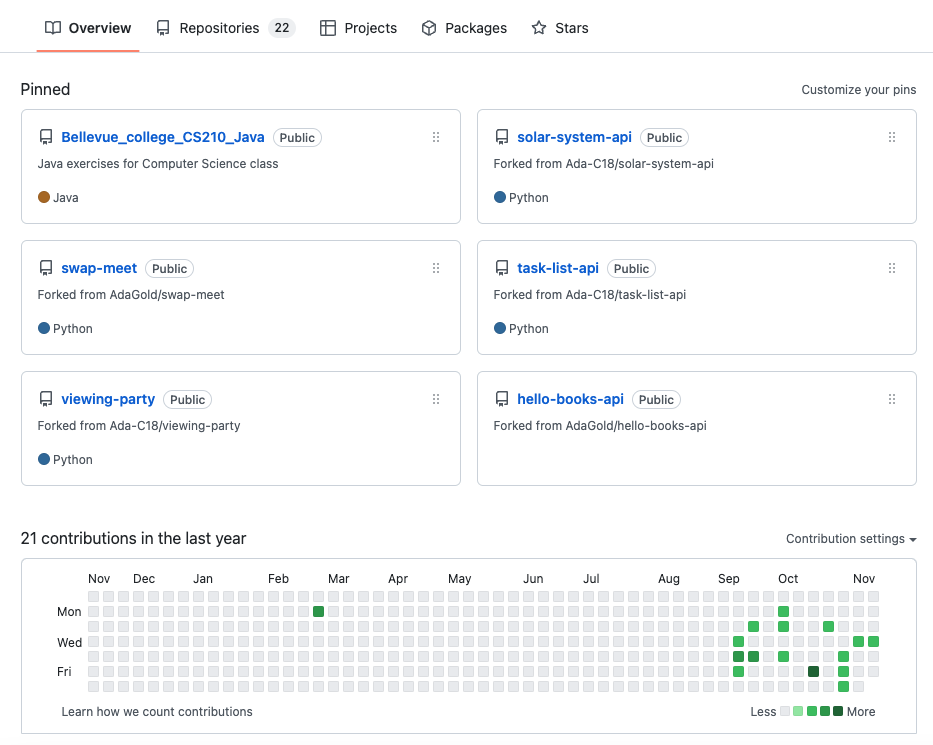 Overview Repositories 22 Projects Packages Stars
Pinned Customize your pins
Bellevue_college_CS210_Java Public
Java exercises for Computer Science class
Java
solar-system-api Public
Forked from Ada-C18/solar-system-api
Python
swap-meet Public
Forked from AdaGold/swap-meet
Python
task-list-api Public
Forked from Ada-C18/task-list-api
Python
viewing-party Public
Forked from Ada-C18/viewing-party
Python
hello-books-api Public
Forked from AdaGold/hello-books-api
21 contributions in the last year Contribution settings
Nov Dec Jan Feb Mar Apr May Jun Jul Aug Sep Oct Nov
Mon
Wed
Fri
Learn how we count contributions Less More